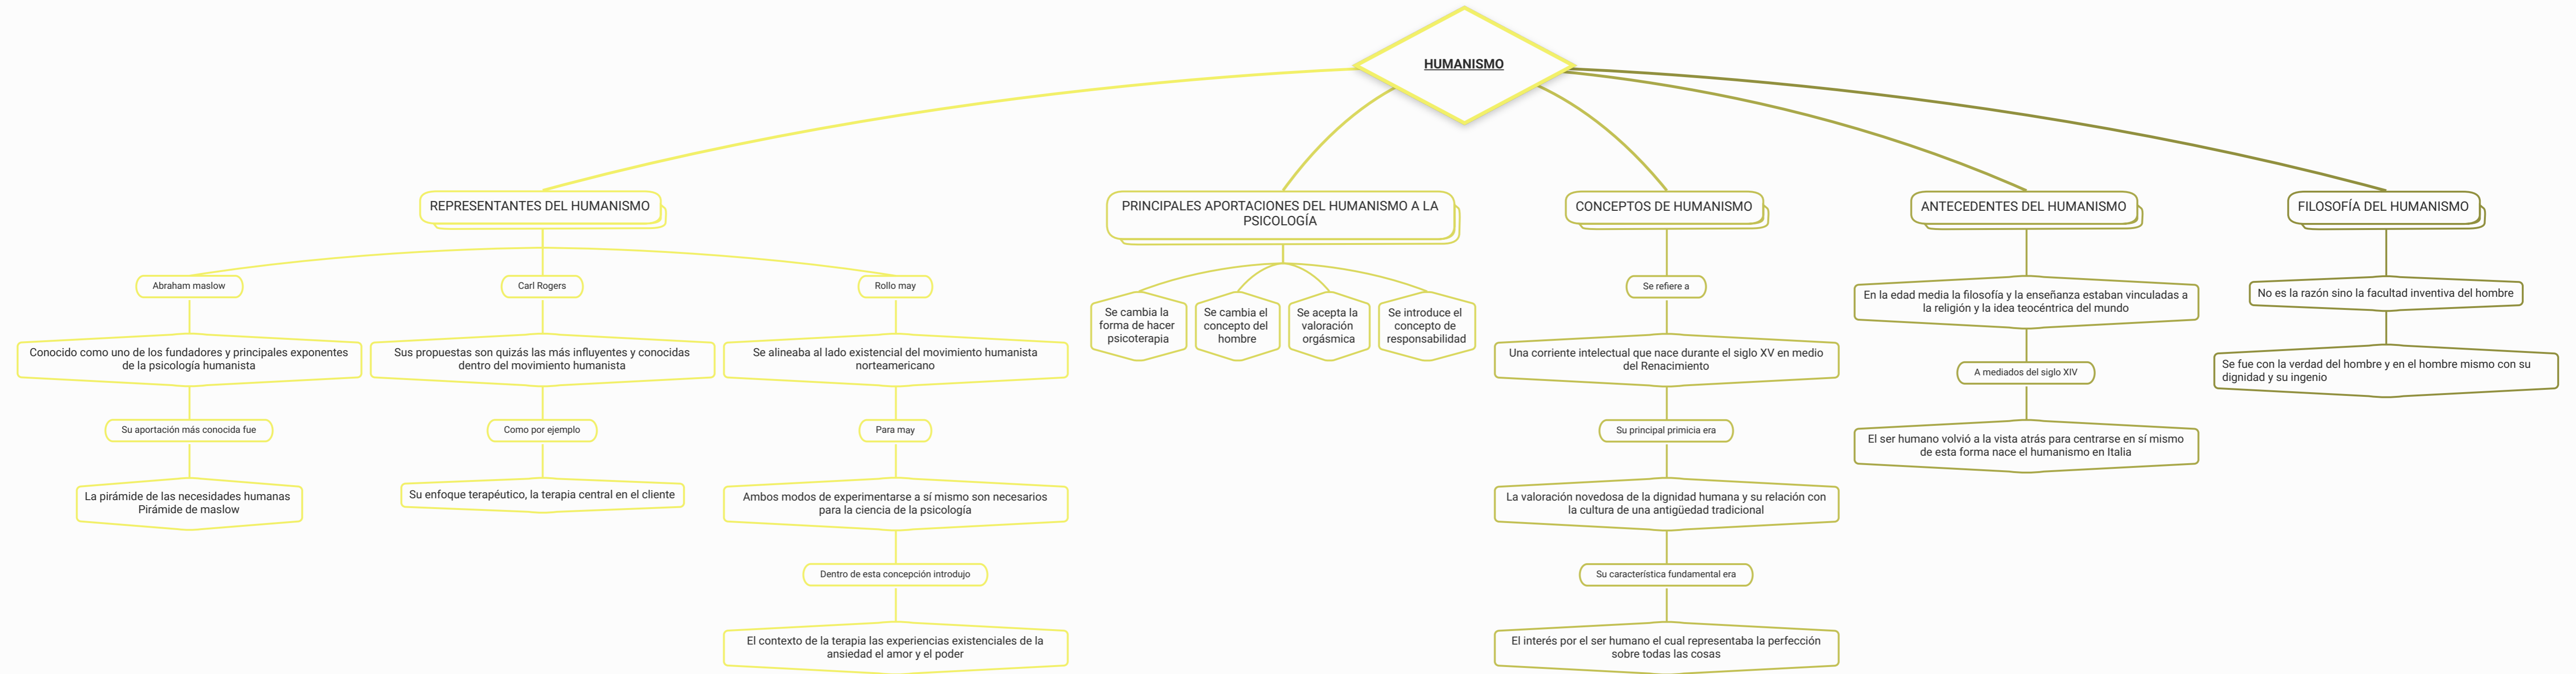 HUMANISMO
REPRESENTANTES DEL HUMANISMO
Abraham maslow
Conocido como uno de los fundadores y principales exponentes
de la psicología humanista
Su aportación más conocida fue
La pirámide de las necesidades humanas
Pirámide de maslow
Carl Rogers
Sus propuestas son quizás las más influyentes y conocidas
dentro del movimiento humanista
Como por ejemplo
Su enfoque terapéutico, la terapia central en el cliente
Rollo may
Se alineaba al lado existencial del movimiento humanista
norteamericano
Para may
Ambos modos de experimentarse a sí mismo son necesarios
para la ciencia de la psicología
Dentro de esta concepción introdujo
El contexto de la terapia las experiencias existenciales de la
ansiedad el amor y el poder
PRINCIPALES APORTACIONES DEL HUMANISMO A LA
PSICOLOGÍA
Se cambia la
forma de hacer
psicoterapia
Se cambia el
concepto del
hombre
Se acepta la
valoración
orgásmica
Se introduce el
concepto de
responsabilidad
CONCEPTOS DE HUMANISMO
Se refiere a
Una corriente intelectual que nace durante el siglo XV en medio
del Renacimiento
Su principal primicia era
La valoración novedosa de la dignidad humana y su relación con
la cultura de una antigüedad tradicional
Su característica fundamental era
El interés por el ser humano el cual representaba la perfección
sobre todas las cosas
ANTECEDENTES DEL HUMANISMO
En la edad media la filosofía y la enseñanza estaban vinculadas a
la religión y la idea teocéntrica del mundo
A mediados del siglo XIV
El ser humano volvió a la vista atrás para centrarse en sí mismo
de esta forma nace el humanismo en Italia
FILOSOFÍA DEL HUMANISMO
No es la razón sino la facultad inventiva del hombre
Se fue con la verdad del hombre y en el hombre mismo con su
dignidad y su ingenio